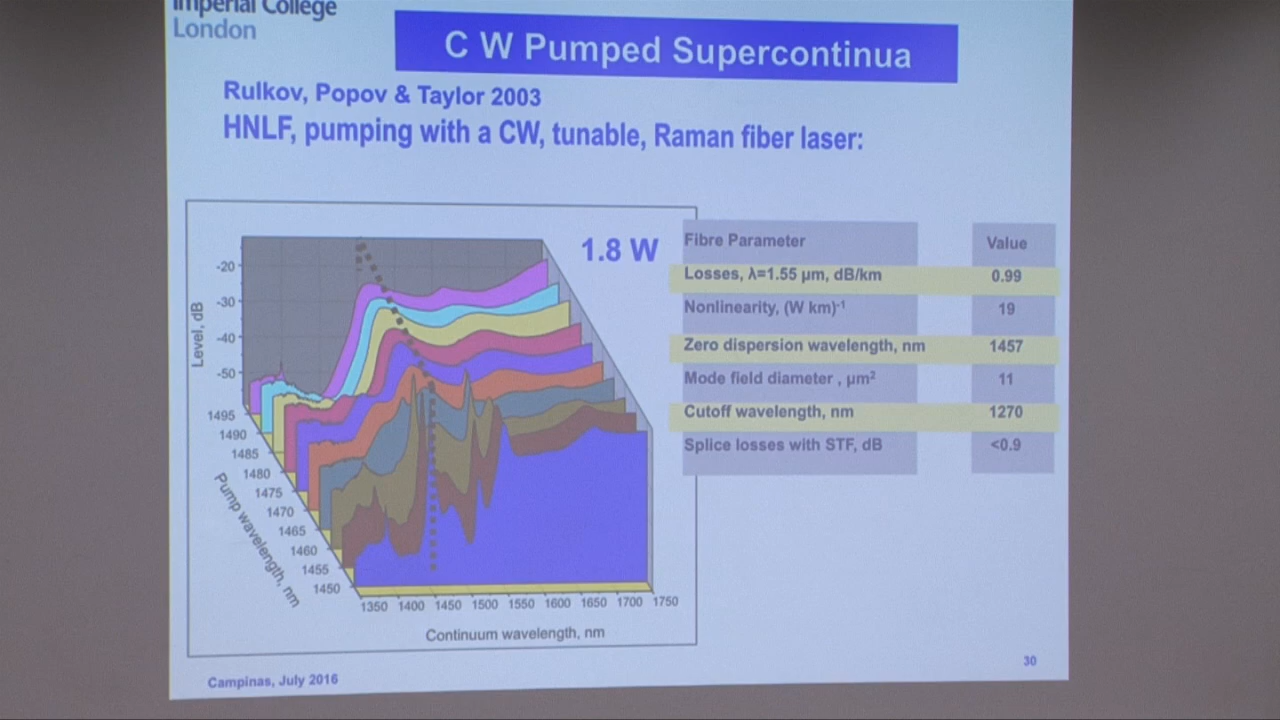 Imperial College
London
C W Pumped Supercontinua
Rulkov, Popov & Taylor 2003
HNLF, pumping with a CW, tunable, Raman fiber laser:
1.8 W
Level, dB
-20
-30
-40
-50
1495
1490
1485
1480
1475
1470
1465
1460
1455
1450
Pump wavelength, nm
1350 1400 1450 1500 1550 1600 1650 1700 1750
Continuum wavelength, nm
Fibre Parameter Value
Losses, λ=1.55 µm, dB/km 0.99
Nonlinearity, (W km)⁻¹ 19
Zero dispersion wavelength, nm 1457
Mode field diameter , µm² 11
Cutoff wavelength, nm 1270
Splice losses with STF, dB <0.9
Campinas, July 2016
30